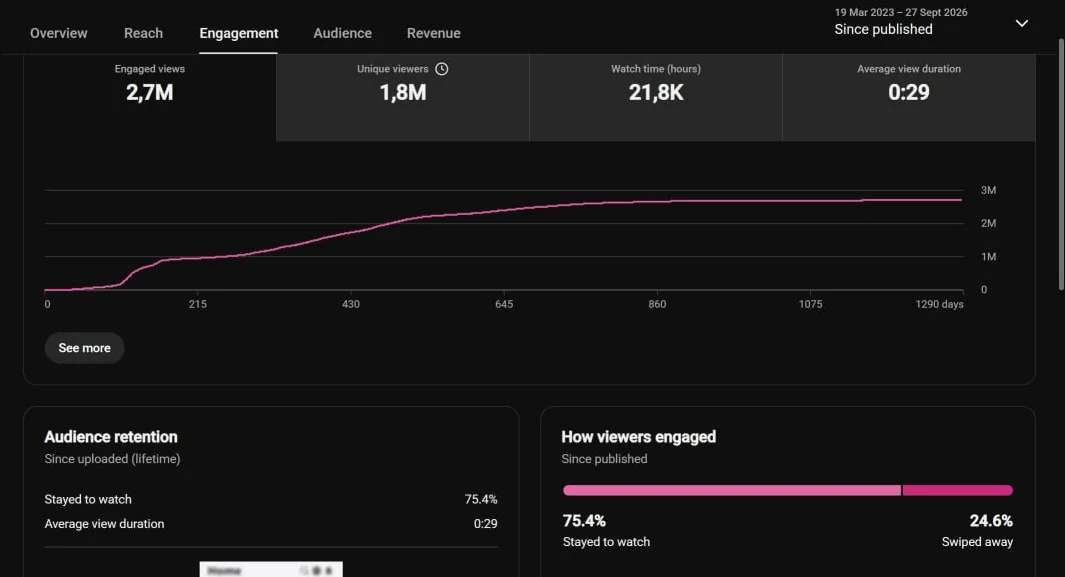 19 Mar 2023 – 27 Sept 2026
Overview Reach Engagement Audience Revenue Since published
Engaged views Unique viewers Watch time (hours) Average view duration
2,7M 1,8M 21,8K 0:29
3M
2M
1M
0
0 215 430 645 860 1075 1290 days
See more
Audience retention
Since uploaded (lifetime)
Stayed to watch 75.4%
Average view duration 0:29
Home
How viewers engaged
Since published
75.4% 24.6%
Stayed to watch Swiped away